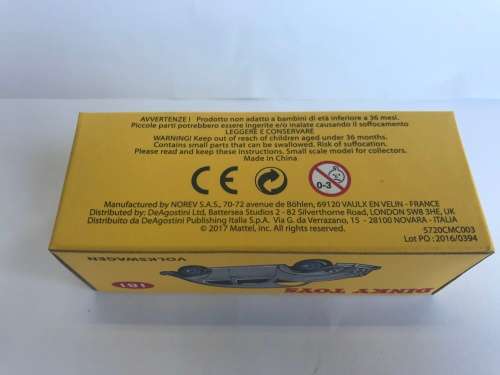 AVVERTENZE ! Prodotto non adatto a bambini di età inferiore a 36 mesi.
Piccole parti potrebbero essere ingerite e/o inalate causando il soffocamento
LEGGERE E CONSERVARE
WARNING! Keep out of reach of children aged under 36 months.
Contains small parts that can be swallowed. Risk of suffocation.
Please read and keep these instructions. Small scale model for collectors.
Made in China
CE
0-3
Manufactured by NOREV S.A.S., 70-72 avenue de Böhlen, 69120 VAULX EN VELIN - FRANCE
Distributed by: DeAgostini Ltd, Battersea Studios 2 - 82 Silverthorne Road, LONDON SW8 3HE, UK
Distribuito da DeAgostini Publishing Italia S.p.A. Via G. da Verrazano, 15 - 28100 NOVARA - ITALIA
© 2017 Mattel, inc. All rights reserved.
5720CMC003
Lot PO : 2016/0394
VOLKSWAGEN
181
DINKY TOYS